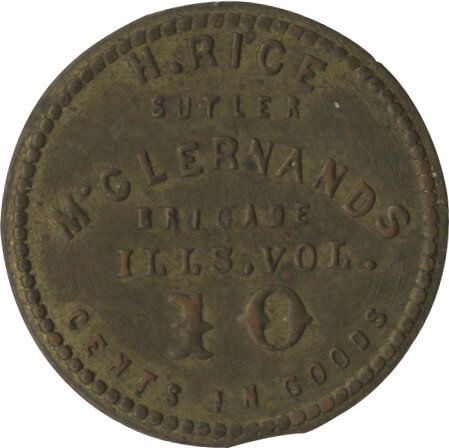 H. RICE
SUTLER
McCLERNANDS
BRIGADE
ILLS. VOL.
10
CENTS IN GOODS